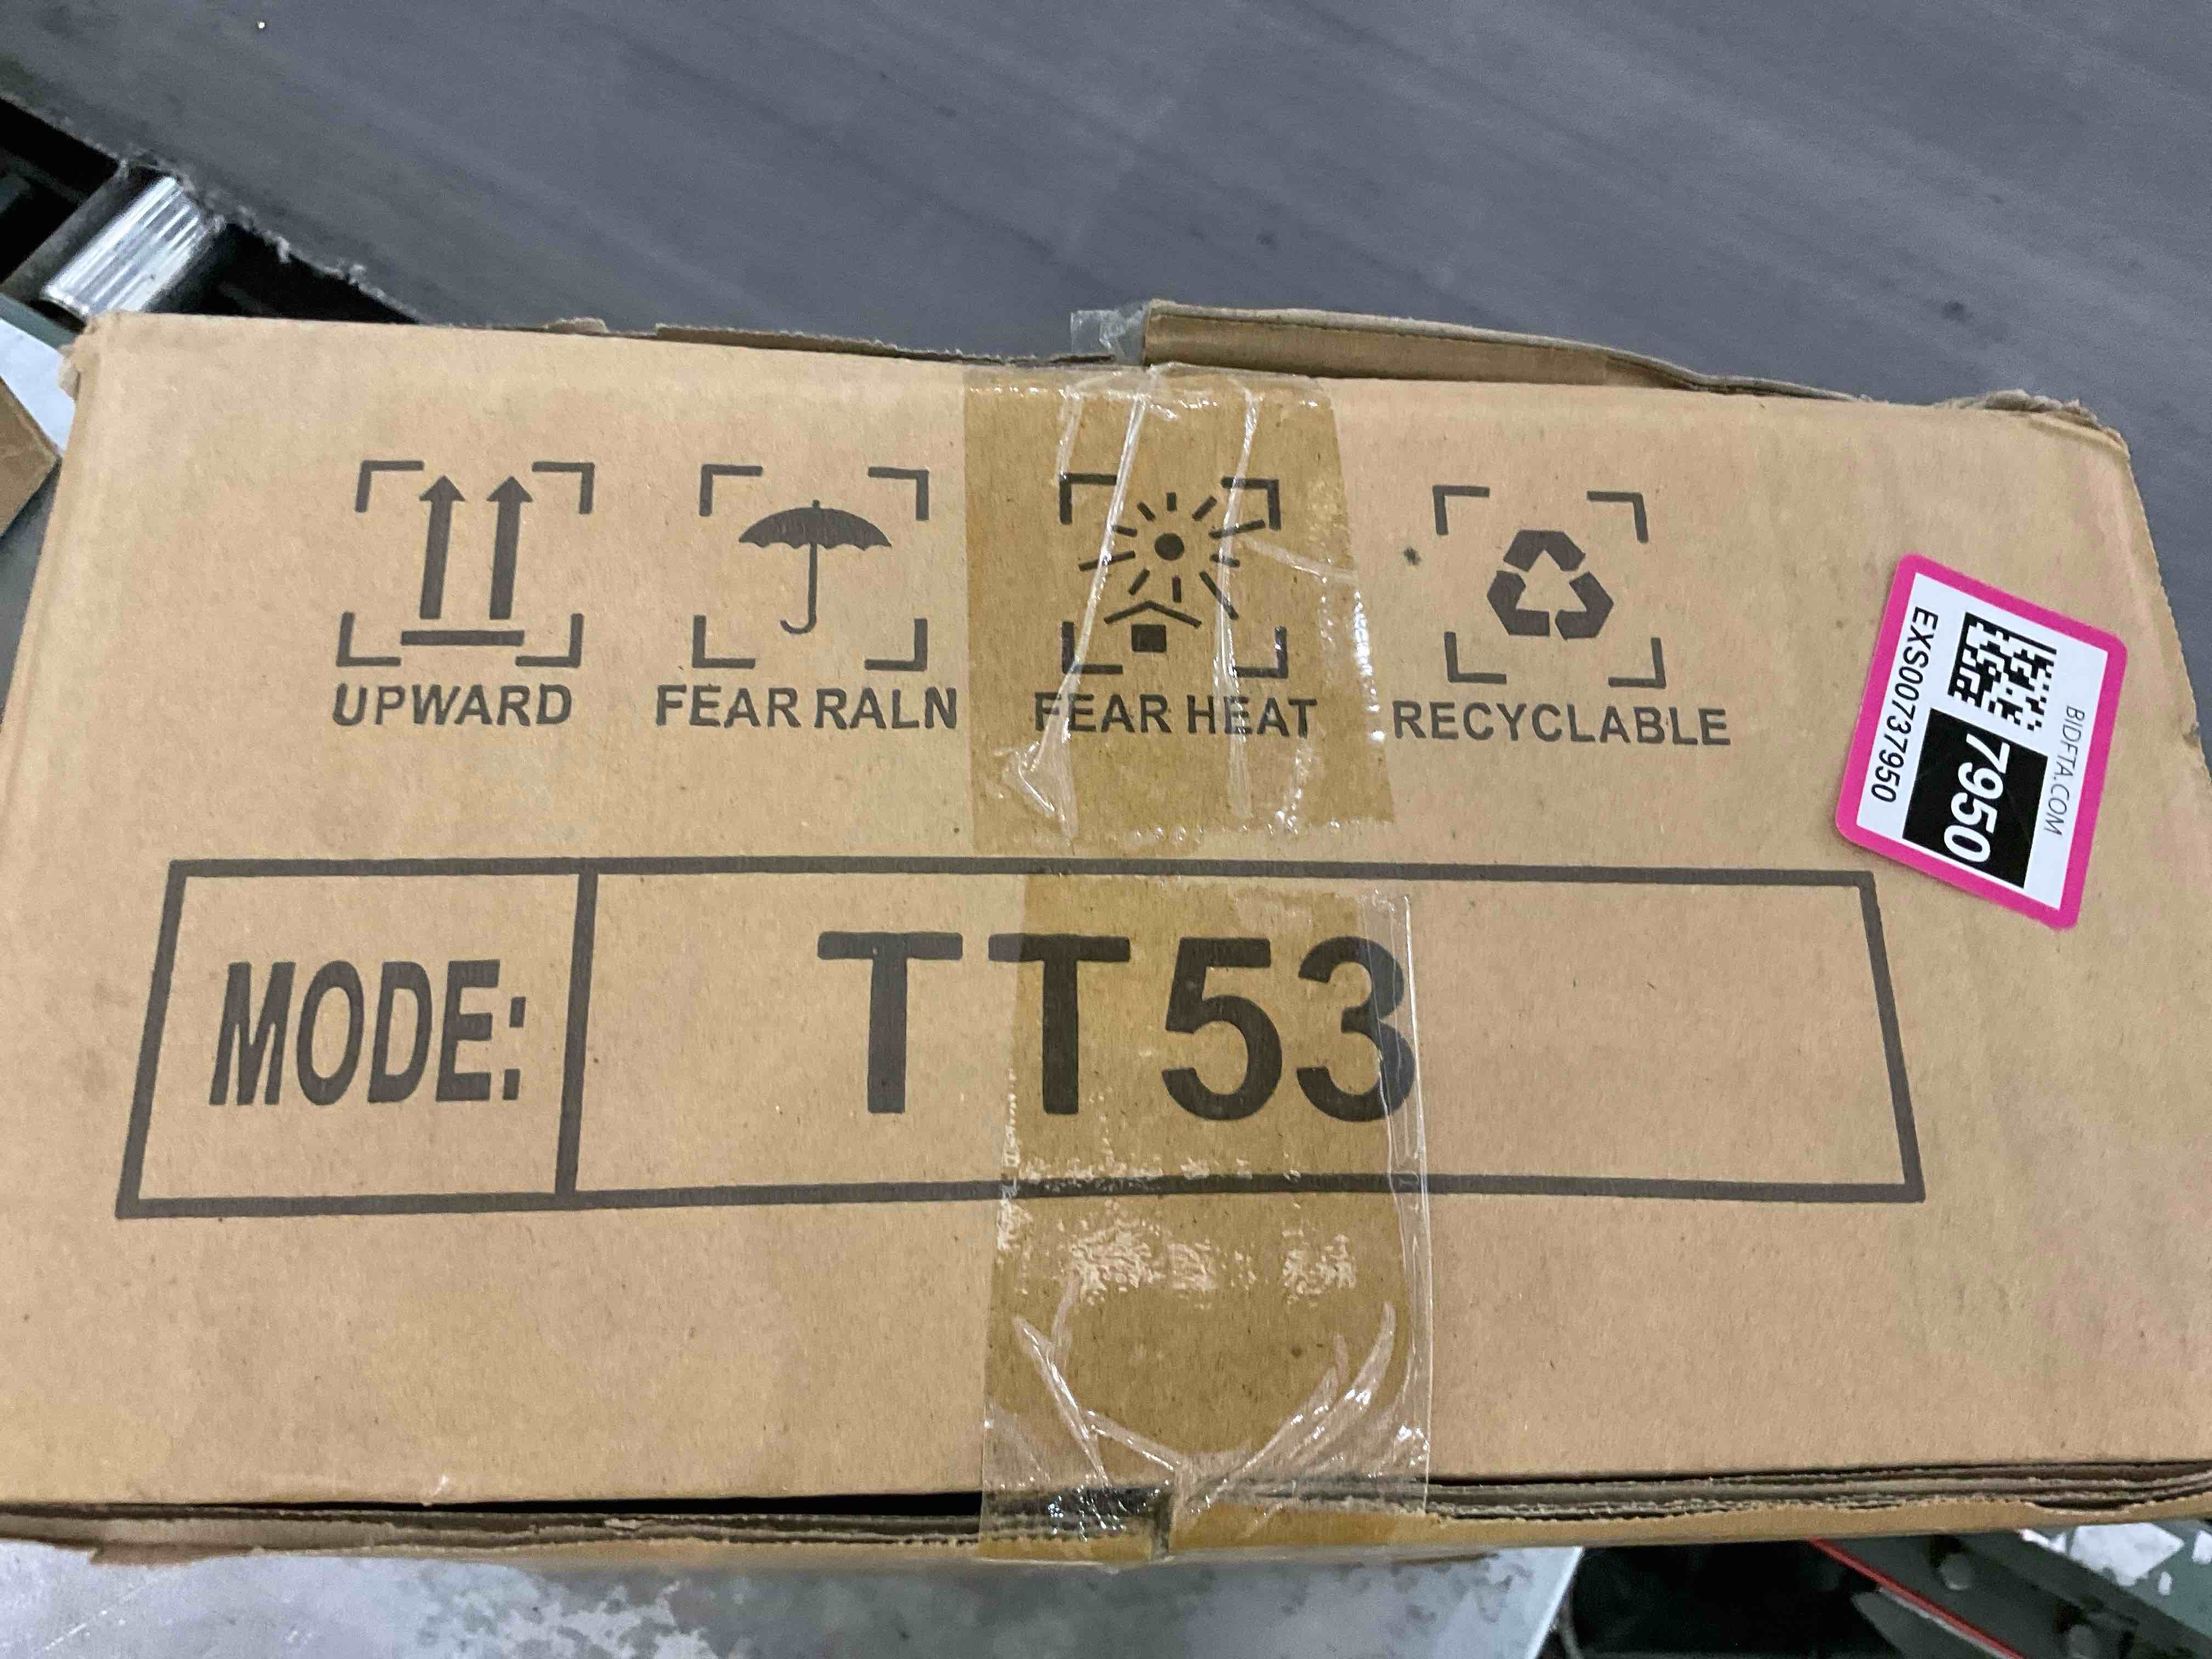 UPWARD
FEAR RALN
FEAR HEAT
RECYCLABLE
BIDFTA.COM
7950
EXS00737950
MODE:
TT53